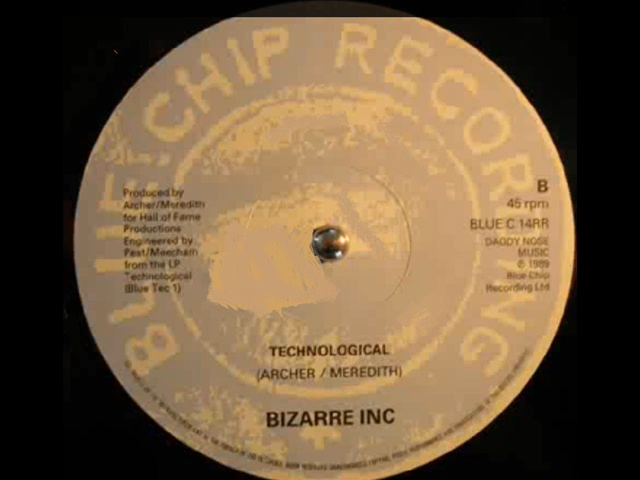 BLUE CHIP RECORDING
Produced by
Archer/Meredith
for Hall of Fame
Productions
Engineered by
Past/Meecham
from the LP
Technological
(Blue Tec 1)
B
45 rpm
BLUE C 14RR
DADDY NOSE
MUSIC
℗ 1989
Blue Chip
Recording Ltd
TECHNOLOGICAL
(ARCHER / MEREDITH)
BIZARRE INC